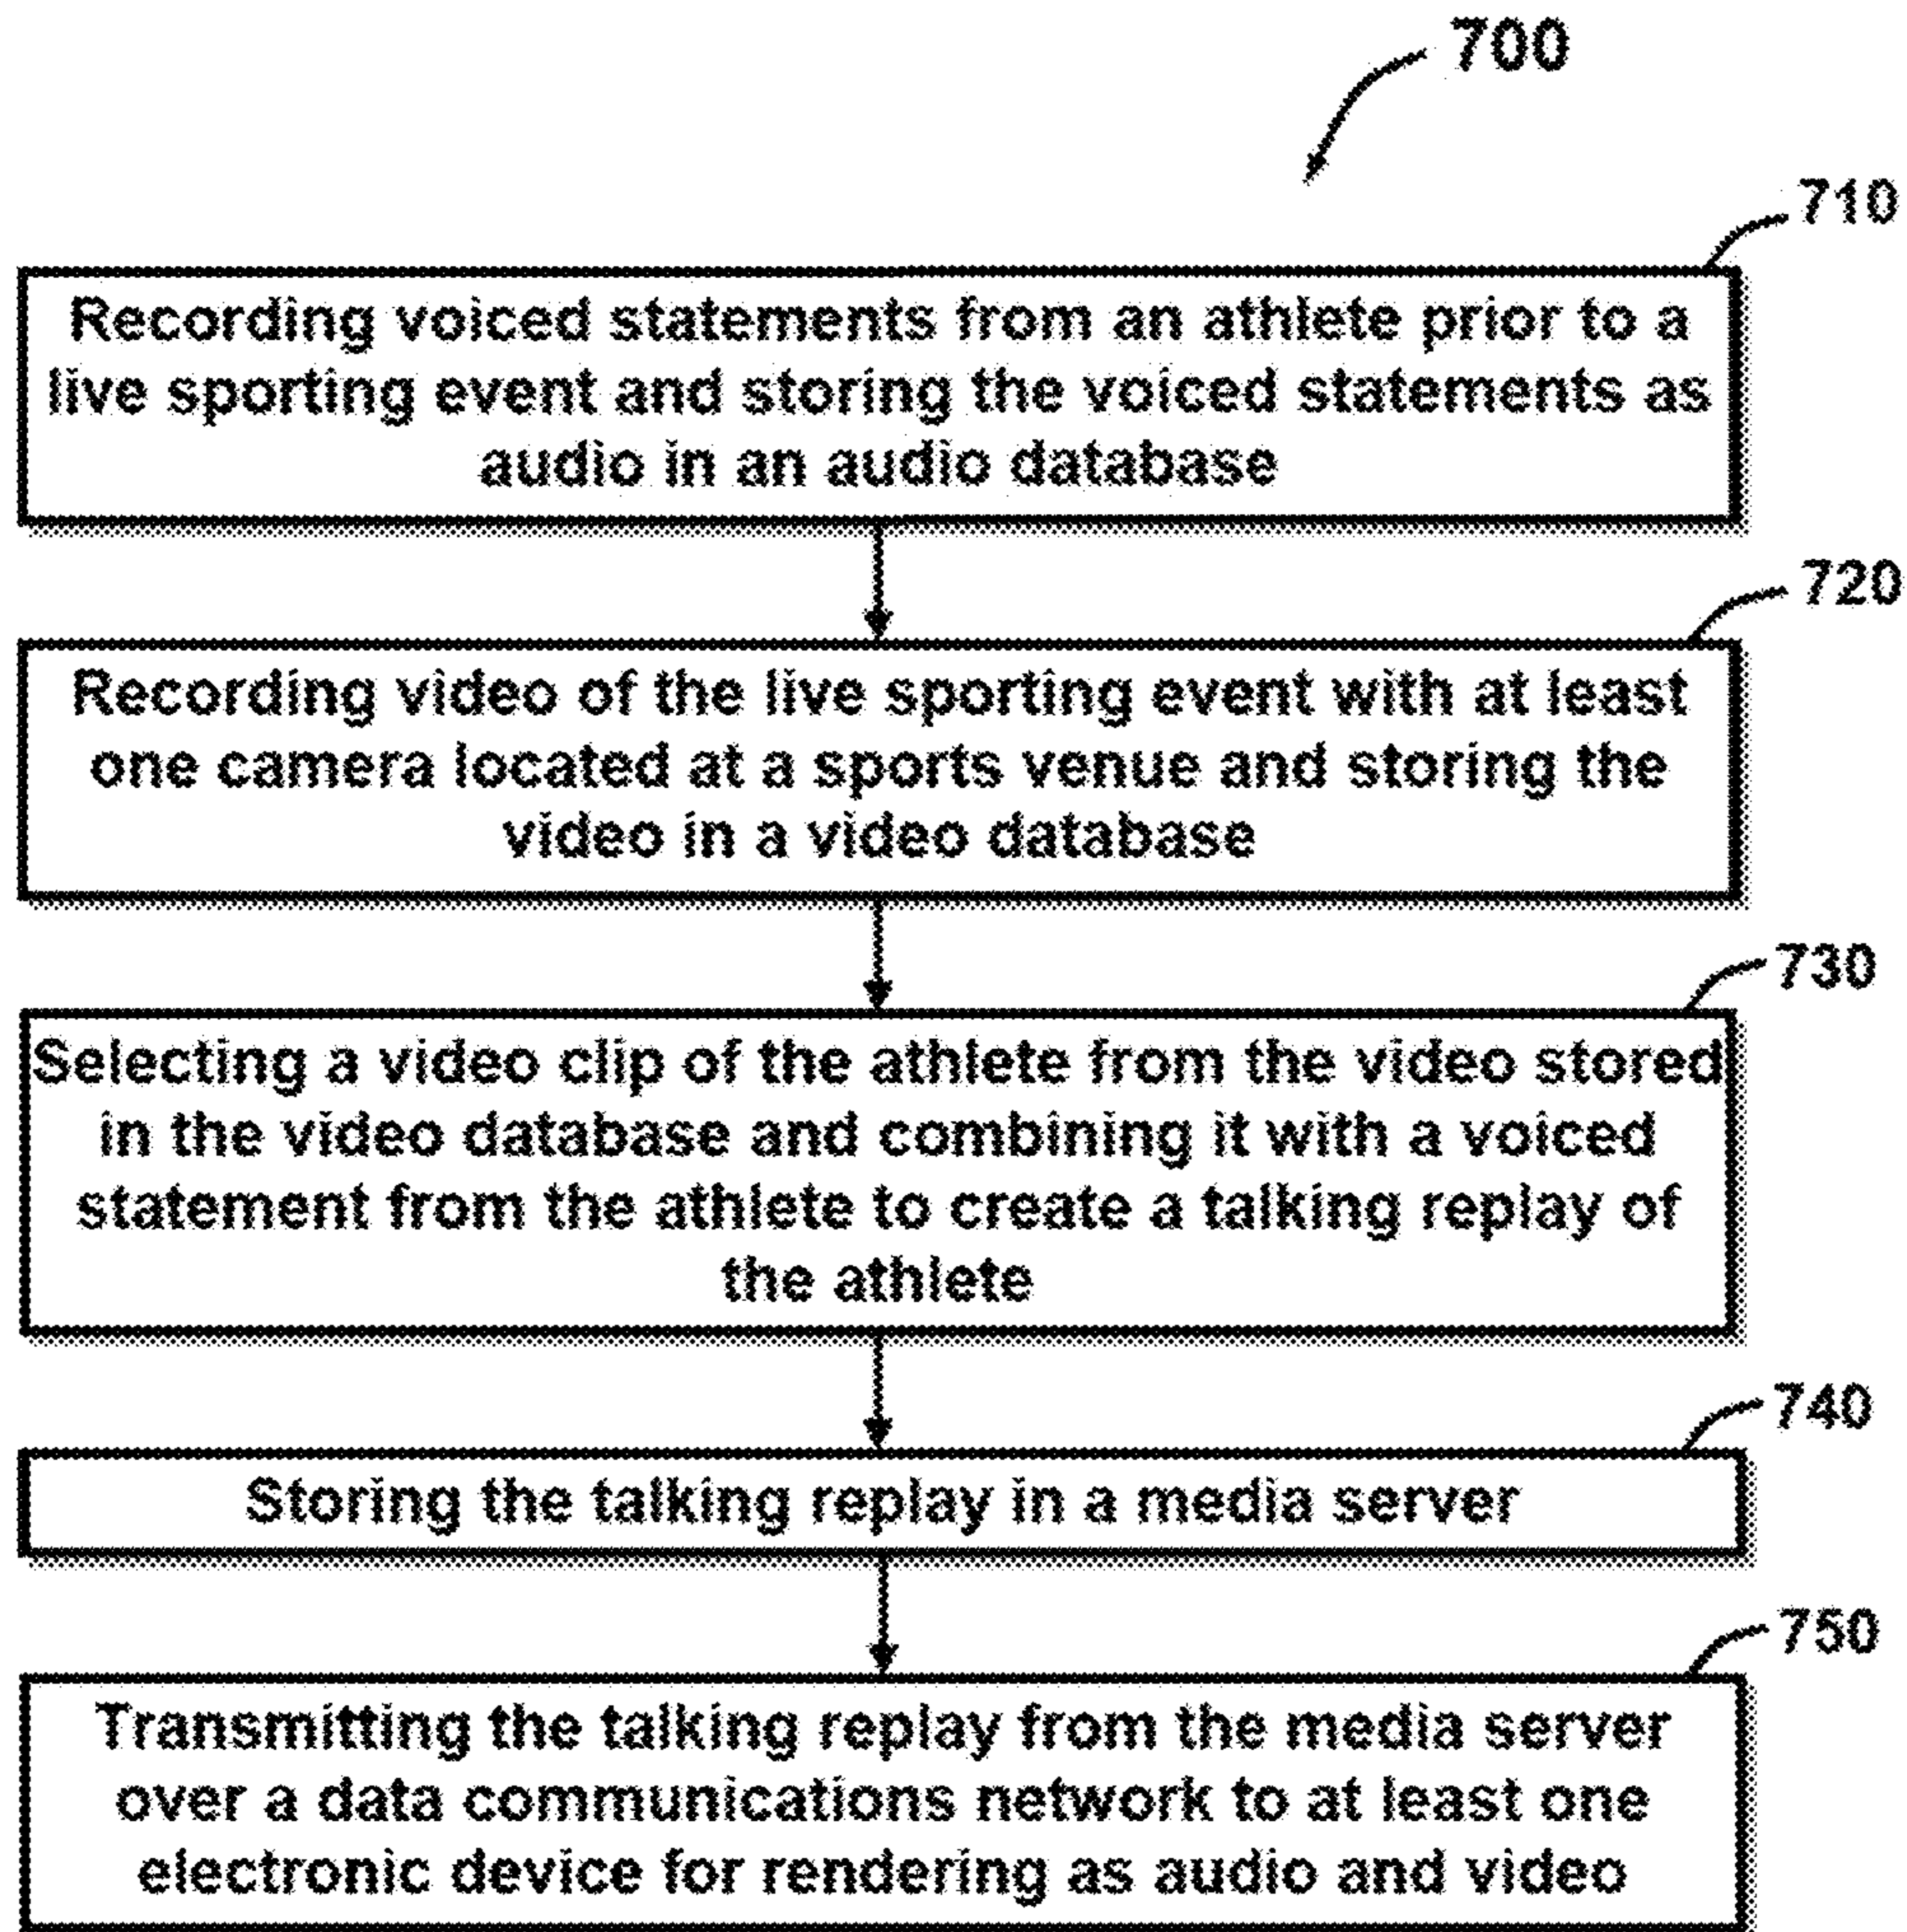 700
710
Recording voiced statements from an athlete prior to a
live sporting event and storing the voiced statements as
audio in an audio database
720
Recording video of the live sporting event with at least
one camera located at a sports venue and storing the
video in a video database
730
Selecting a video clip of the athlete from the video stored
in the video database and combining it with a voiced
statement from the athlete to create a talking replay of
the athlete
740
Storing the talking replay in a media server
750
Transmitting the talking replay from the media server
over a data communications network to at least one
electronic device for rendering as audio and video